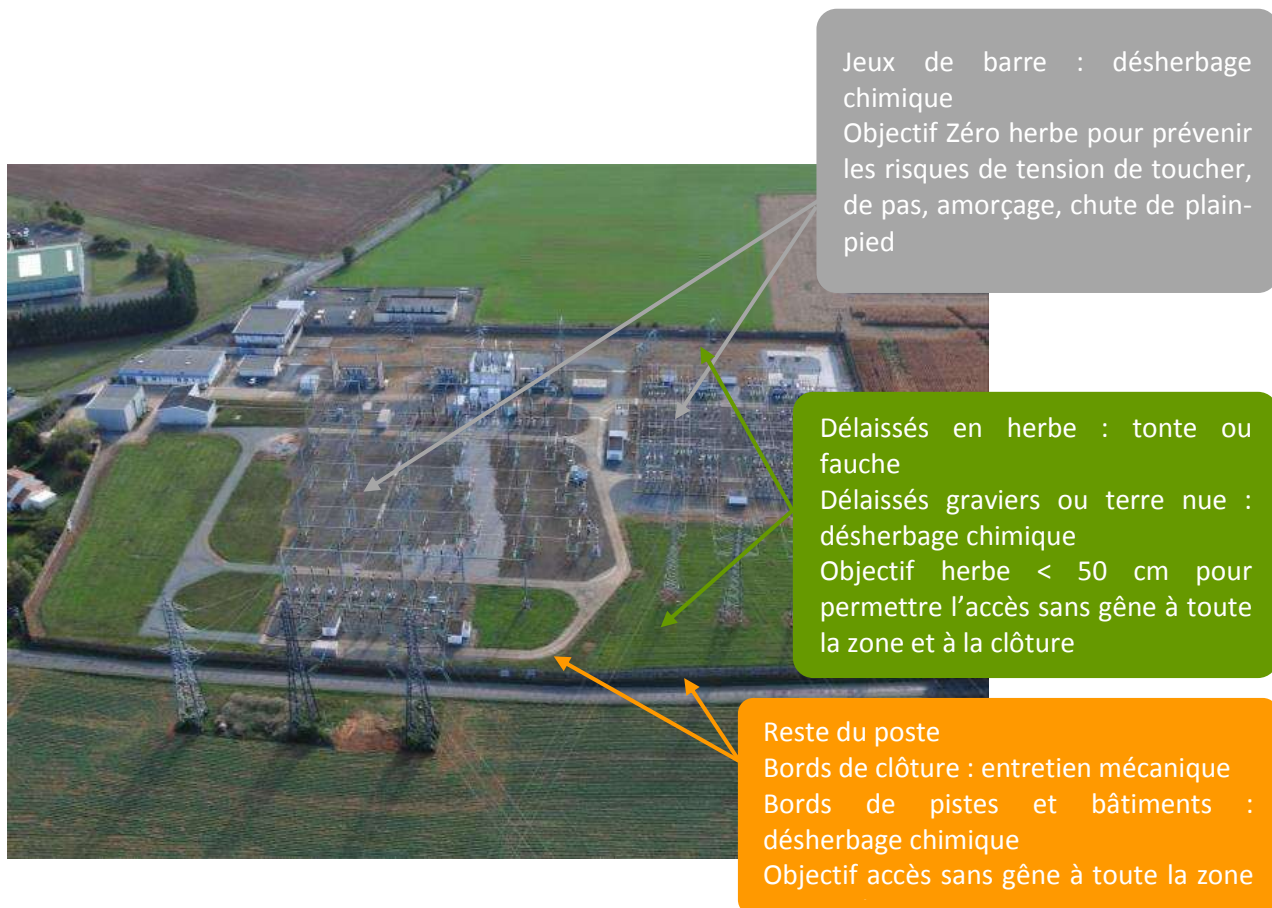 Jeux de barre : désherbage
chimique
Objectif Zéro herbe pour prévenir
les risques de tension de toucher,
de pas, amorçage, chute de plain-
pied
Délaissés en herbe : tonte ou
fauche
Délaissés graviers ou terre nue :
désherbage chimique
Objectif herbe < 50 cm pour
permettre l’accès sans gêne à toute
la zone et à la clôture
Reste du poste
Bords de clôture : entretien mécanique
Bords de pistes et bâtiments :
désherbage chimique
Objectif accès sans gêne à toute la zone